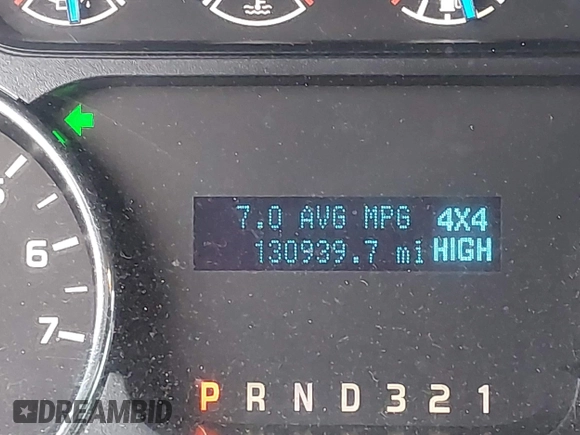 7.0 AVG MPG 4X4
130939.7 mi HIGH
6
7
P R N D 3 2 1
DREAMBID